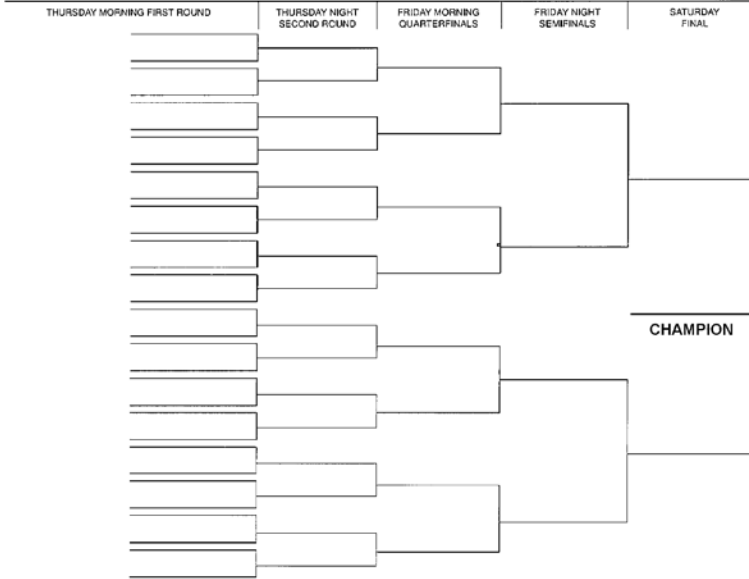 THURSDAY MORNING FIRST ROUND
THURSDAY NIGHT
SECOND ROUND
FRIDAY MORNING
QUARTERFINALS
FRIDAY NIGHT
SEMIFINALS
SATURDAY
FINAL
CHAMPION